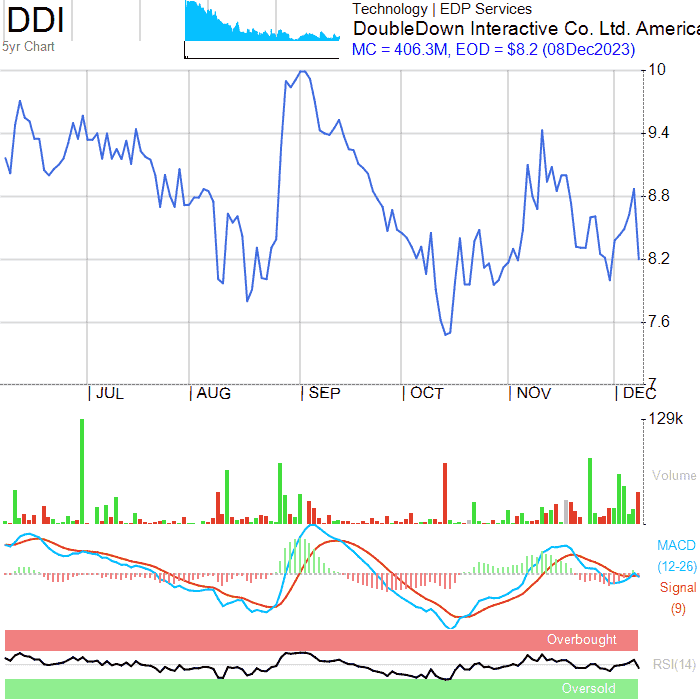 DDI
5yr Chart
Technology | EDP Services
DoubleDown Interactive Co. Ltd. America
MC = 406.3M, EOD = $8.2 (08Dec2023)
10
9.4
8.8
8.2
7.6
7
JUL AUG SEP OCT NOV DEC
129k
Volume
MACD
(12-26)
Signal
(9)
Overbought
RSI(14)
Oversold